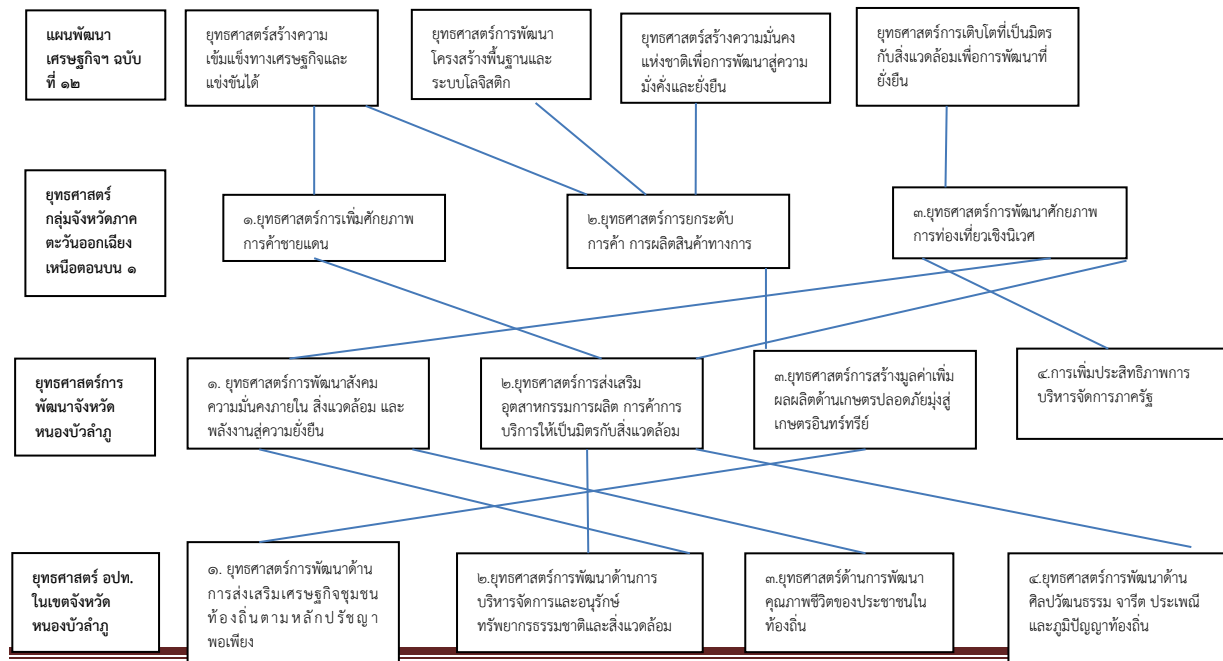 แผนพัฒนา
เศรษฐกิจฯ ฉบับ
ที่ ๑๒
ยุทธศาสตร์สร้างความ
เข้มแข็งทางเศรษฐกิจและ
แข่งขันได้
ยุทธศาสตร์การพัฒนา
โครงสร้างพื้นฐานและ
ระบบโลจิสติก
ยุทธศาสตร์สร้างความมั่นคง
แห่งชาติเพื่อการพัฒนาสู่ความ
มั่งคั่งและยั่งยืน
ยุทธศาสตร์การเติบโตที่เป็นมิตร
กับสิ่งแวดล้อมเพื่อการพัฒนาที่
ยั่งยืน
ยุทธศาสตร์
กลุ่มจังหวัดภาค
ตะวันออกเฉียง
เหนือตอนบน ๑
๑.ยุทธศาสตร์การเพิ่มศักยภาพ
การค้าชายแดน
๒.ยุทธศาสตร์การยกระดับ
การค้า การผลิตสินค้าทางการ
๓.ยุทธศาสตร์การพัฒนาศักยภาพ
การท่องเที่ยวเชิงนิเวศ
ยุทธศาสตร์การ
พัฒนาจังหวัด
หนองบัวลำภู
๑. ยุทธศาสตร์การพัฒนาสังคม
ความมั่นคงภายใน สิ่งแวดล้อม และ
พลังงานสู่ความยั่งยืน
๒.ยุทธศาสตร์การส่งเสริม
อุตสาหกรรมการผลิต การค้าการ
บริการให้เป็นมิตรกับสิ่งแวดล้อม
๓.ยุทธศาสตร์การสร้างมูลค่าเพิ่ม
ผลผลิตด้านเกษตรปลอดภัยมุ่งสู่
เกษตรอินทร์ทรีย์
๔.การเพิ่มประสิทธิภาพการ
บริหารจัดการภาครัฐ
ยุทธศาสตร์ อปท.
ในเขตจังหวัด
หนองบัวลำภู
๑. ยุทธศาสตร์การพัฒนาด้าน
การส่งเสริมเศรษฐกิจชุมชน
ท้องถิ่นตามหลักปรัชญา
พอเพียง
๒.ยุทธศาสตร์การพัฒนาด้านการ
บริหารจัดการและอนุรักษ์
ทรัพยากรธรรมชาติและสิ่งแวดล้อม
๓.ยุทธศาสตร์ด้านการพัฒนา
คุณภาพชีวิตของประชาชนใน
ท้องถิ่น
๔.ยุทธศาสตร์การพัฒนาด้าน
ศิลปวัฒนธรรม จารีต ประเพณี
และภูมิปัญญาท้องถิ่น